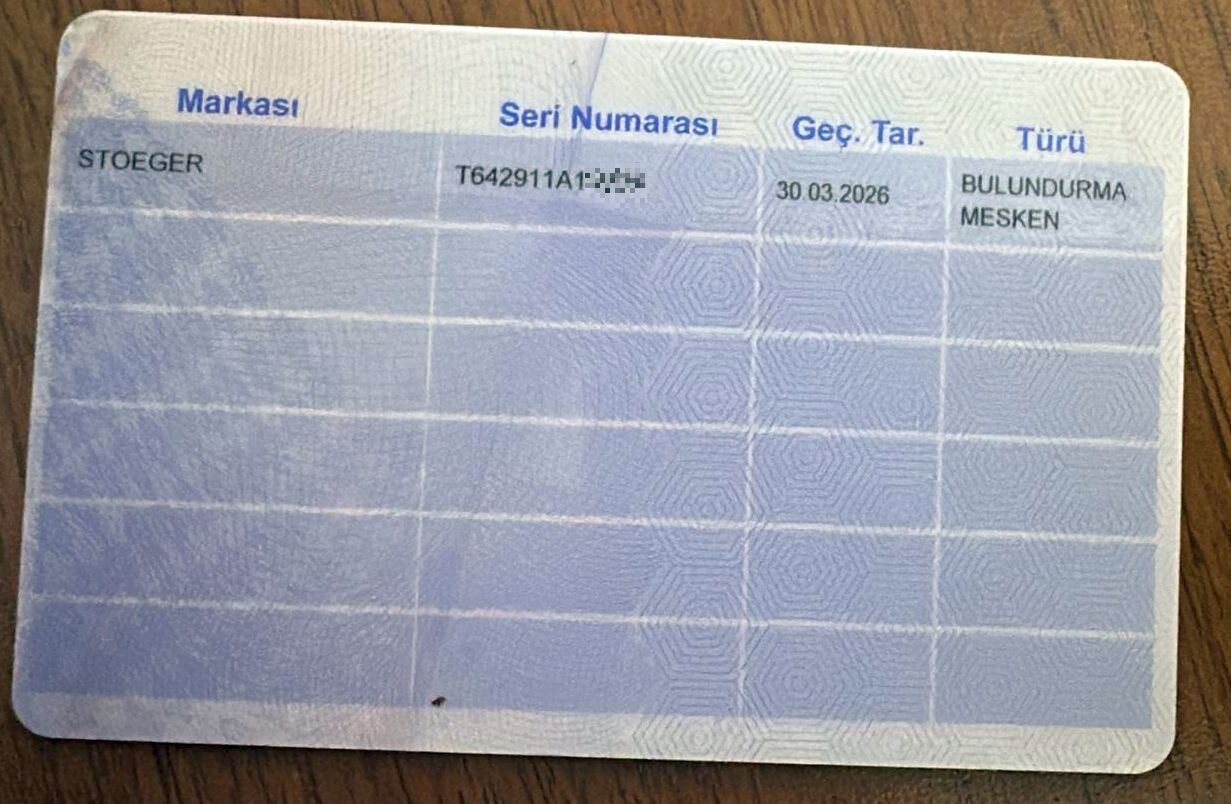 Markası Seri Numarası Geç. Tar. Türü
STOEGER T642911A1 30.03.2026 BULUNDURMA
MESKEN